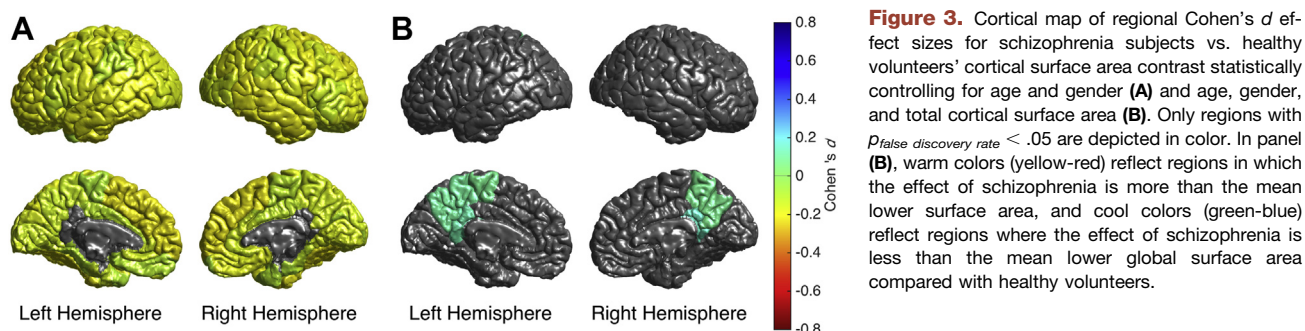 A
B
Left Hemisphere
Right Hemisphere
Left Hemisphere
Right Hemisphere
0.8
0.6
0.4
0.2
0
-0.2
-0.4
-0.6
-0.8
Cohen's d
Figure 3. Cortical map of regional Cohen's d ef-
fect sizes for schizophrenia subjects vs. healthy
volunteers' cortical surface area contrast statistically
controlling for age and gender (A) and age, gender,
and total cortical surface area (B). Only regions with
p false discovery rate < .05 are depicted in color. In panel
(B), warm colors (yellow-red) reflect regions in which
the effect of schizophrenia is more than the mean
lower surface area, and cool colors (green-blue)
reflect regions where the effect of schizophrenia is
less than the mean lower global surface area
compared with healthy volunteers.